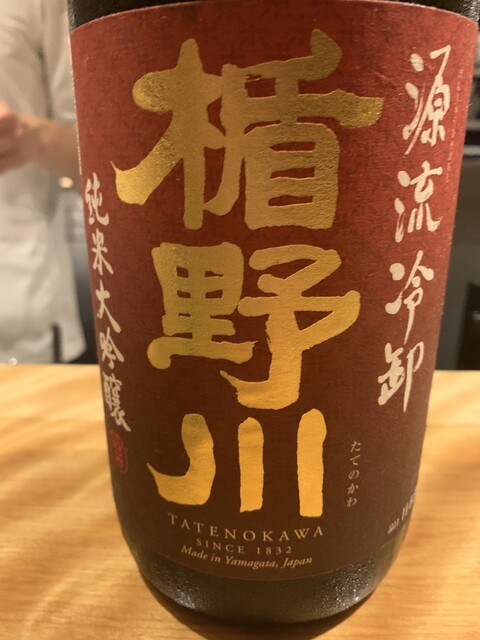 源流冷卸
楯野川
たてのかわ
純米大吟醸
TATENOKAWA
SINCE 1832
Made in Yamagata, Japan